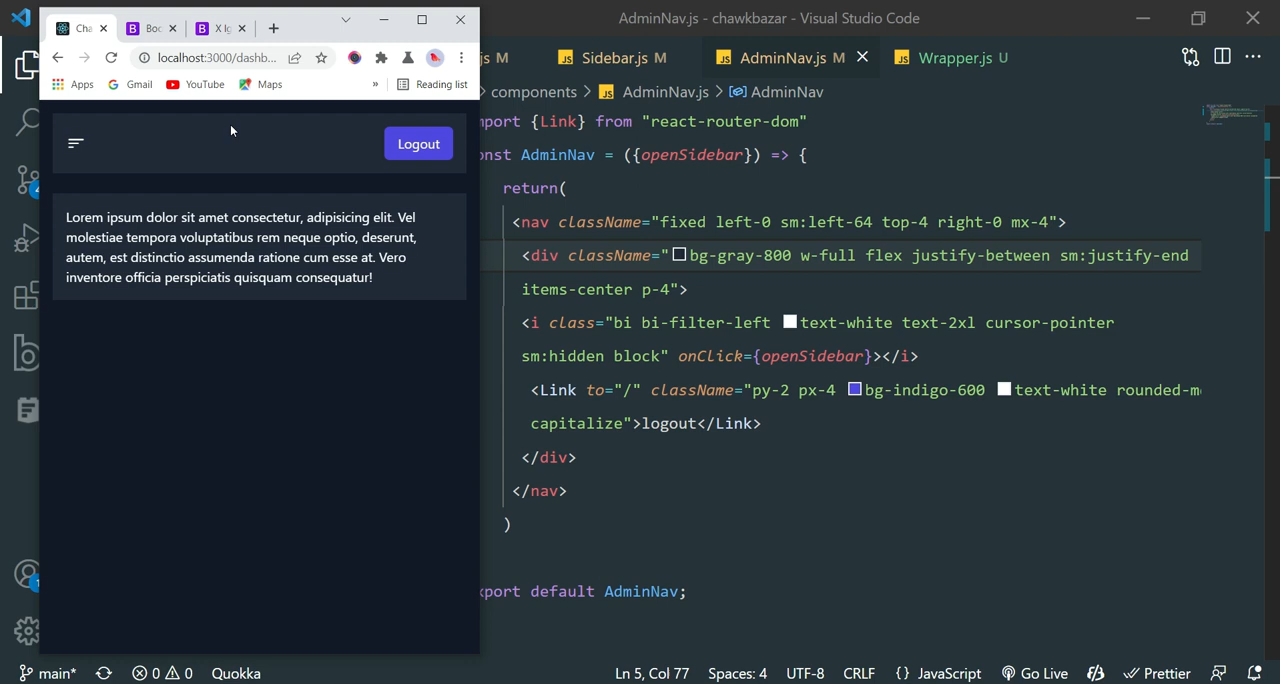 AdminNav.js - chawkbazar - Visual Studio Code
Cha
Boo
X Ig
localhost:3000/dashb...
Apps
Gmail
YouTube
Maps
»
Reading list
js M
Sidebar.js M
AdminNav.js M
Wrapper.js U
components > JS AdminNav.js > AdminNav
Logout
Lorem ipsum dolor sit amet consectetur, adipisicing elit. Vel
molestiae tempora voluptatibus rem neque optio, deserunt,
autem, est distinctio assumenda ratione cum esse at. Vero
inventore officia perspiciatis quisquam consequatur!
mport {Link} from "react-router-dom"
onst AdminNav = ({openSidebar}) => {
return(
<nav className="fixed left-0 sm:left-64 top-4 right-0 mx-4">
<div className="bg-gray-800 w-full flex justify-between sm:justify-end
items-center p-4">
<i class="bi bi-filter-left text-white text-2xl cursor-pointer
sm:hidden block" onClick={openSidebar}></i>
<Link to="/" className="py-2 px-4 bg-indigo-600 text-white rounded-m
capitalize">logout</Link>
</div>
</nav>
)
xport default AdminNav;
main*
0
0
Quokka
Ln 5, Col 77
Spaces: 4
UTF-8
CRLF
{} JavaScript
Go Live
Prettier